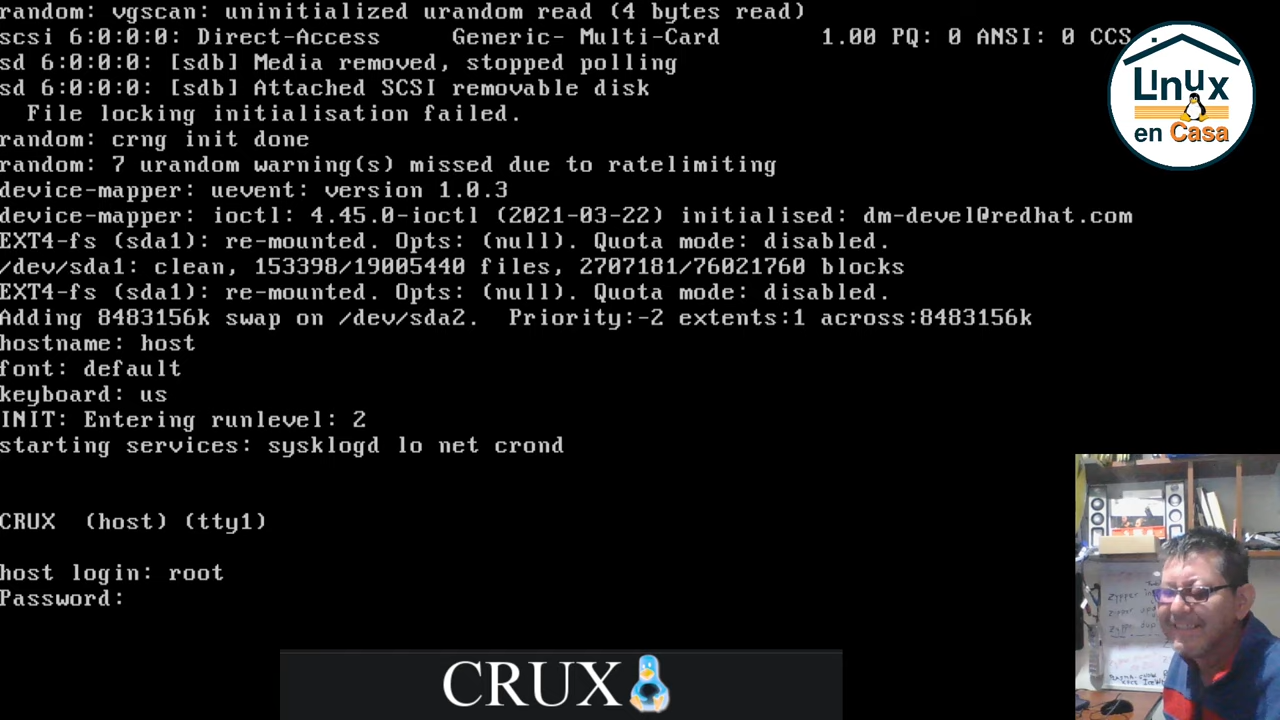 random: vgscan: uninitialized urandom read (4 bytes read)
scsi 6:0:0:0: Direct-Access     Generic- Multi-Card       1.00 PQ: 0 ANSI: 0 CCS
sd 6:0:0:0: [sdb] Media removed, stopped polling
sd 6:0:0:0: [sdb] Attached SCSI removable disk
  File locking initialisation failed.
random: crng init done
random: 7 urandom warning(s) missed due to ratelimiting
device-mapper: uevent: version 1.0.3
device-mapper: ioctl: 4.45.0-ioctl (2021-03-22) initialised: dm-devel@redhat.com
EXT4-fs (sda1): re-mounted. Opts: (null). Quota mode: disabled.
/dev/sda1: clean, 153398/19005440 files, 2707181/76021760 blocks
EXT4-fs (sda1): re-mounted. Opts: (null). Quota mode: disabled.
Adding 8483156k swap on /dev/sda2.  Priority:-2 extents:1 across:8483156k
hostname: host
font: default
keyboard: us
INIT: Entering runlevel: 2
starting services: sysklogd lo net crond
CRUX  (host) (tty1)
host login: root
Password:
Linux
en Casa
zypper
zypper
zypper
CRUX